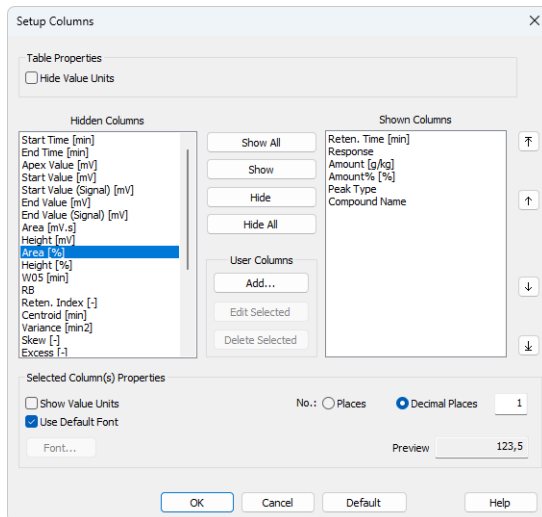 Setup Columns
Table Properties
Hide Value Units
Hidden Columns
Start Time [min]
End Time [min]
Apex Value [mV]
Start Value [mV]
Start Value (Signal) [mV]
End Value [mV]
End Value (Signal) [mV]
Area [mV.s]
Height [mV]
Area [%]
Height [%]
W05 [min]
RB
Reten. Index [-]
Centroid [min]
Variance [min2]
Skew [-]
Excess [-]
Show All
Show
Hide
Hide All
User Columns
Add...
Edit Selected
Delete Selected
Shown Columns
Reten. Time [min]
Response
Amount [g/kg]
Amount% [%]
Peak Type
Compound Name
Selected Column(s) Properties
Show Value Units
No.: Places Decimal Places 1
Use Default Font
Font...
Preview 123,5
OK Cancel Default Help